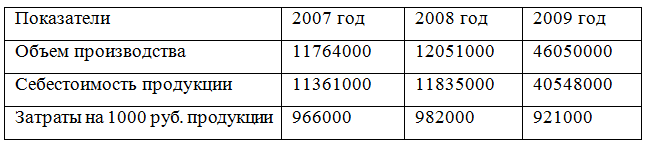 Показатели 2007 год 2008 год 2009 год
Объем производства 11764000 12051000 46050000
Себестоимость продукции 11361000 11835000 40548000
Затраты на 1000 руб. продукции 966000 982000 921000